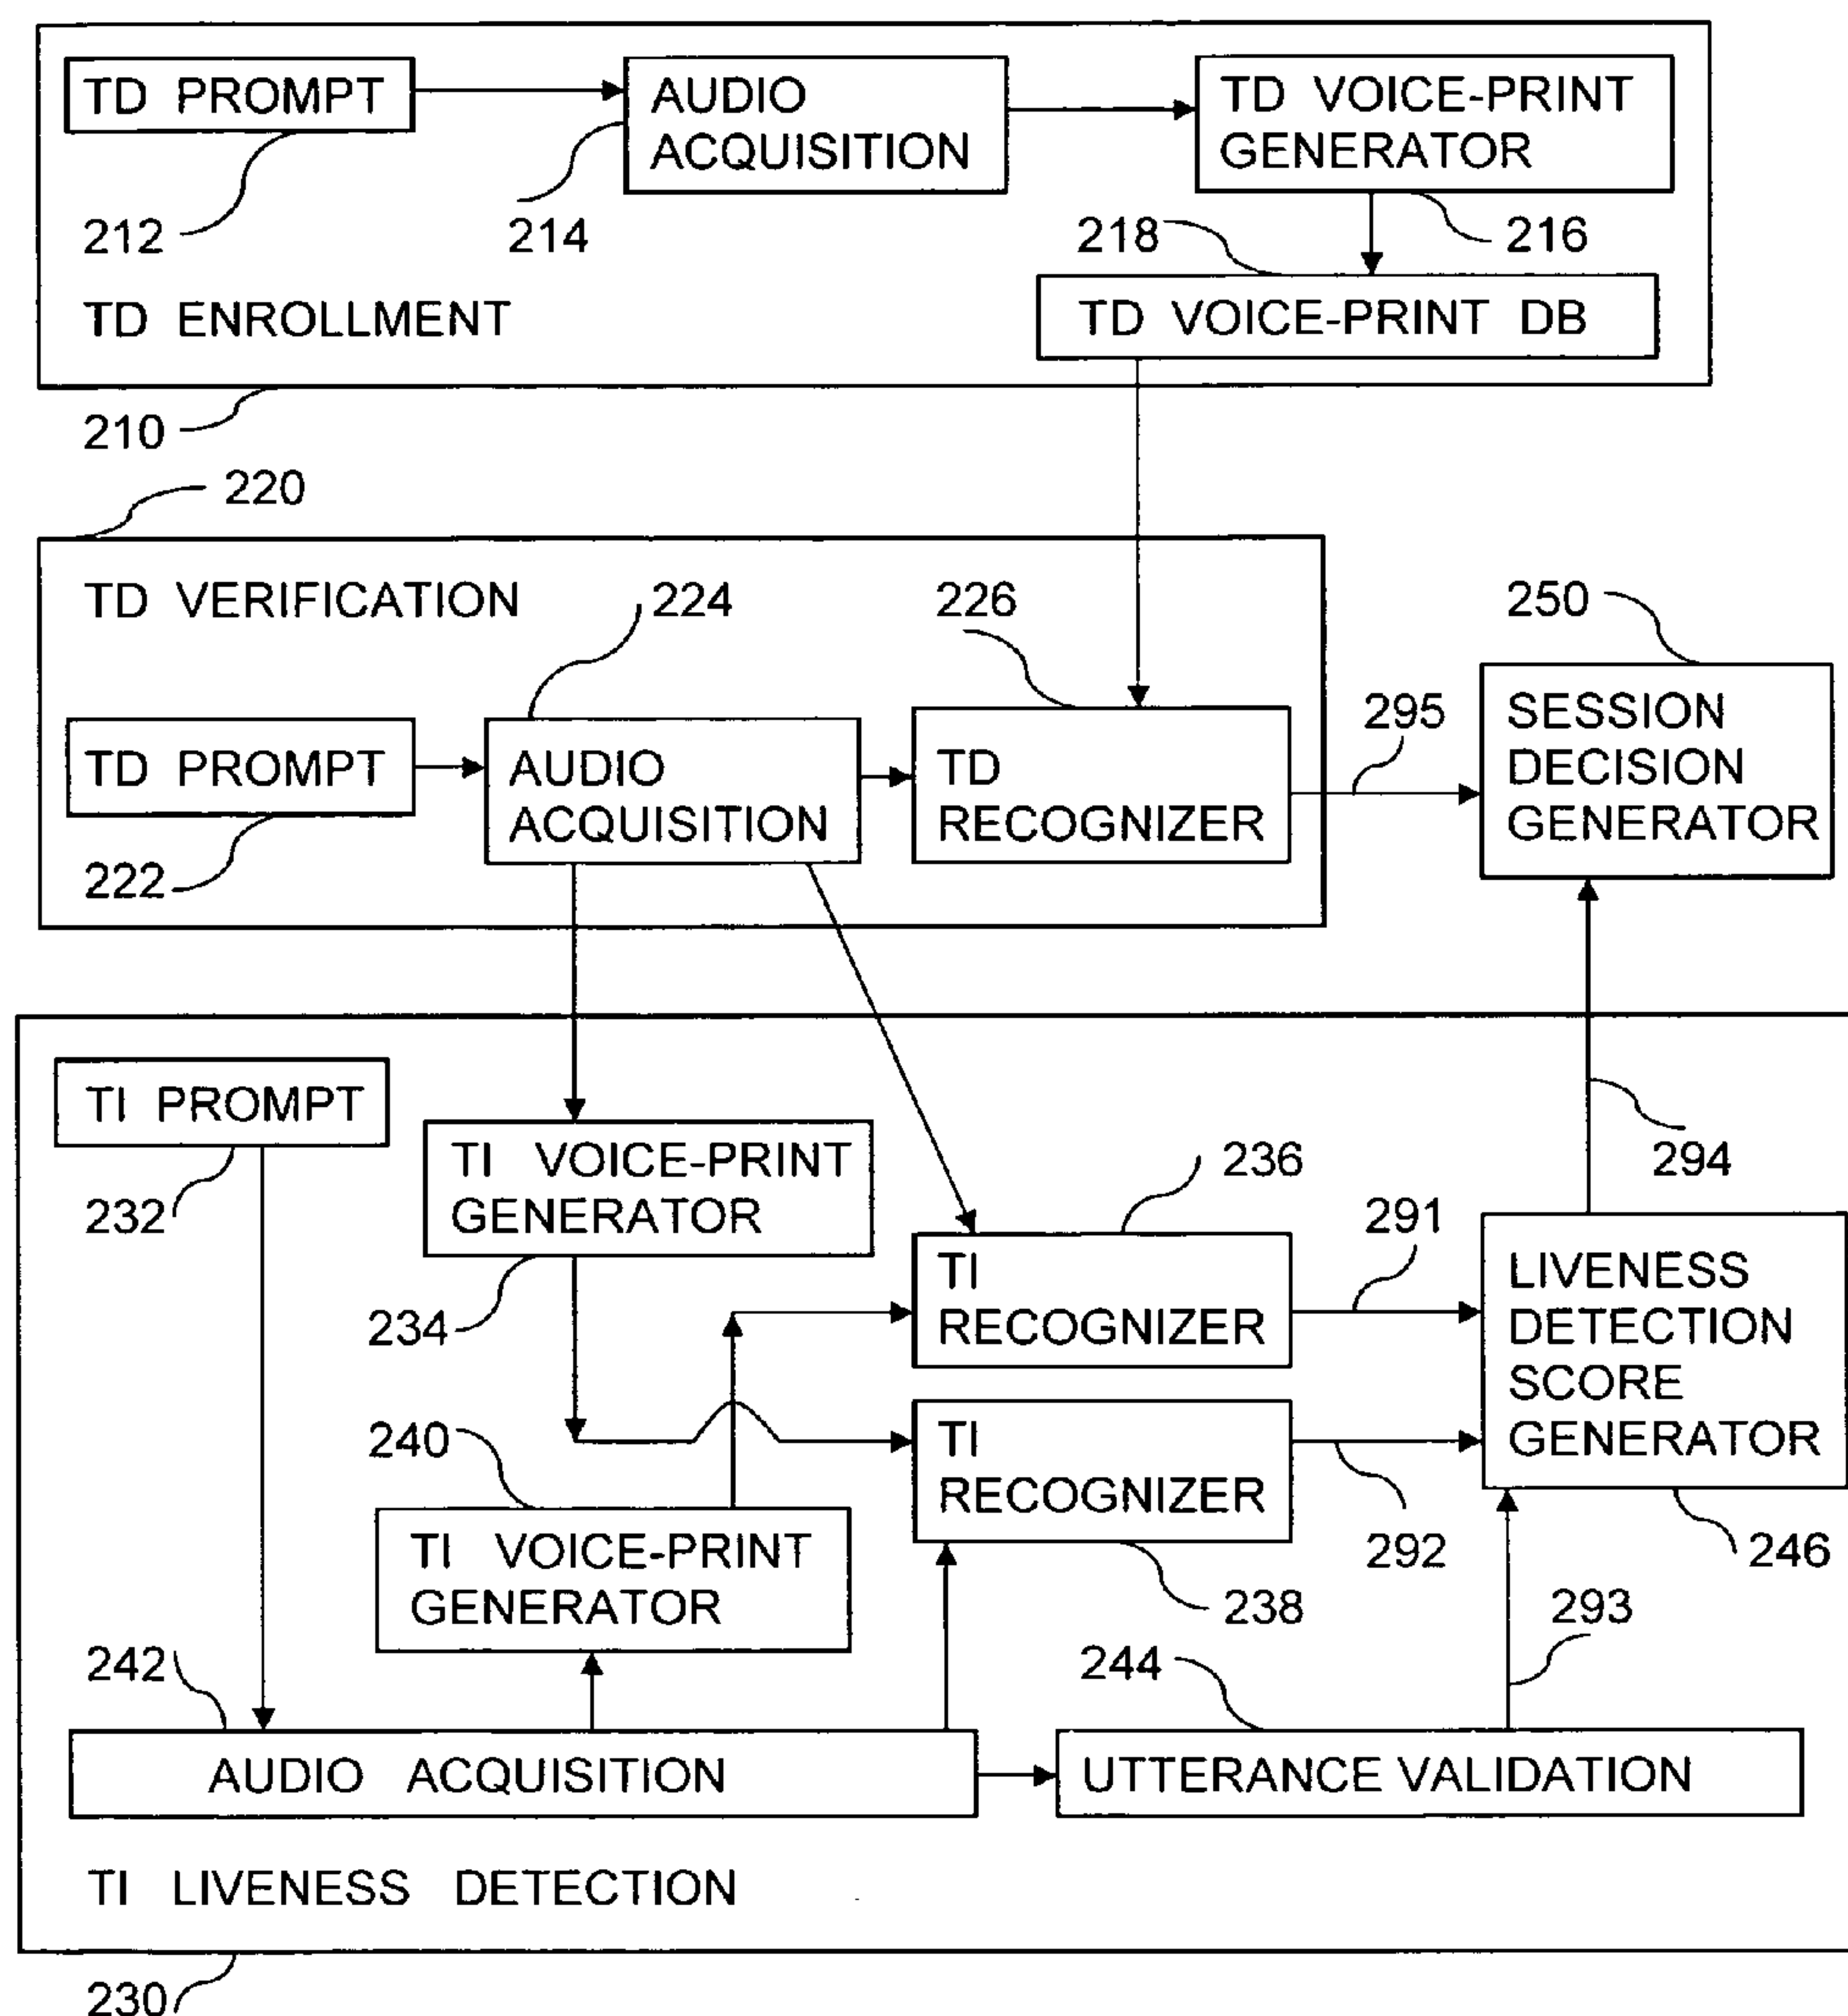 TD PROMPT
AUDIO
ACQUISITION
TD VOICE-PRINT
GENERATOR
212
214
218
216
TD ENROLLMENT
TD VOICE-PRINT DB
210
220
TD VERIFICATION
224
226
250
TD PROMPT
AUDIO
ACQUISITION
TD
RECOGNIZER
295
SESSION
DECISION
GENERATOR
222
TI PROMPT
232
TI VOICE-PRINT
GENERATOR
234
236
294
TI
RECOGNIZER
291
LIVENESS
DETECTION
SCORE
GENERATOR
240
TI
RECOGNIZER
292
246
TI VOICE-PRINT
GENERATOR
238
293
242
244
AUDIO ACQUISITION
UTTERANCE VALIDATION
TI LIVENESS DETECTION
230